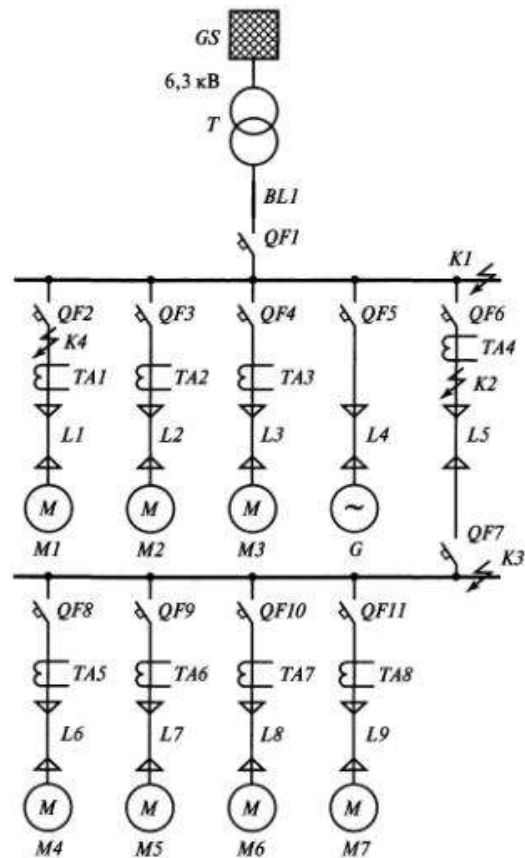 GS
6,3 кВ
T
BL1
QF1
K1
QF2 QF3 QF4 QF5 QF6
K4 TA4
TA1 TA2 TA3 K2
L1 L2 L3 L4 L5
M M M ~
M1 M2 M3 G QF7
K3
QF8 QF9 QF10 QF11
TA5 TA6 TA7 TA8
L6 L7 L8 L9
M M M M
M4 M5 M6 M7